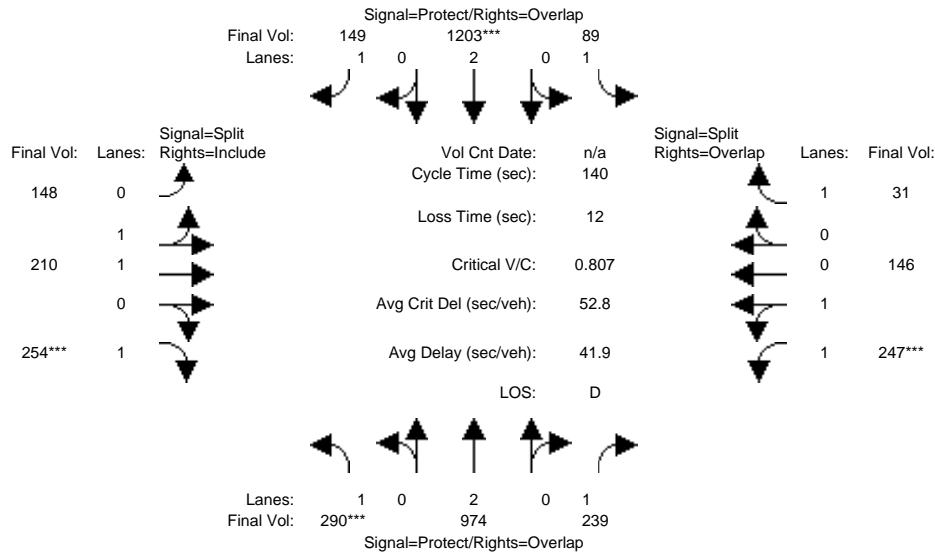 Signal=Protect/Rights=Overlap
Final Vol: 149 1203*** 89
Lanes: 1 0 2 0 1
Signal=Split Signal=Split
Final Vol: Lanes: Rights=Include Vol Cnt Date: n/a Rights=Overlap Lanes: Final Vol:
Cycle Time (sec): 140
148 0 1 31
Loss Time (sec): 12
1 0
210 1 Critical V/C: 0.807 0 146
0 Avg Crit Del (sec/veh): 52.8 1
254*** 1 Avg Delay (sec/veh): 41.9 1 247***
LOS: D
Lanes: 1 0 2 0 1
Final Vol: 290*** 974 239
Signal=Protect/Rights=Overlap